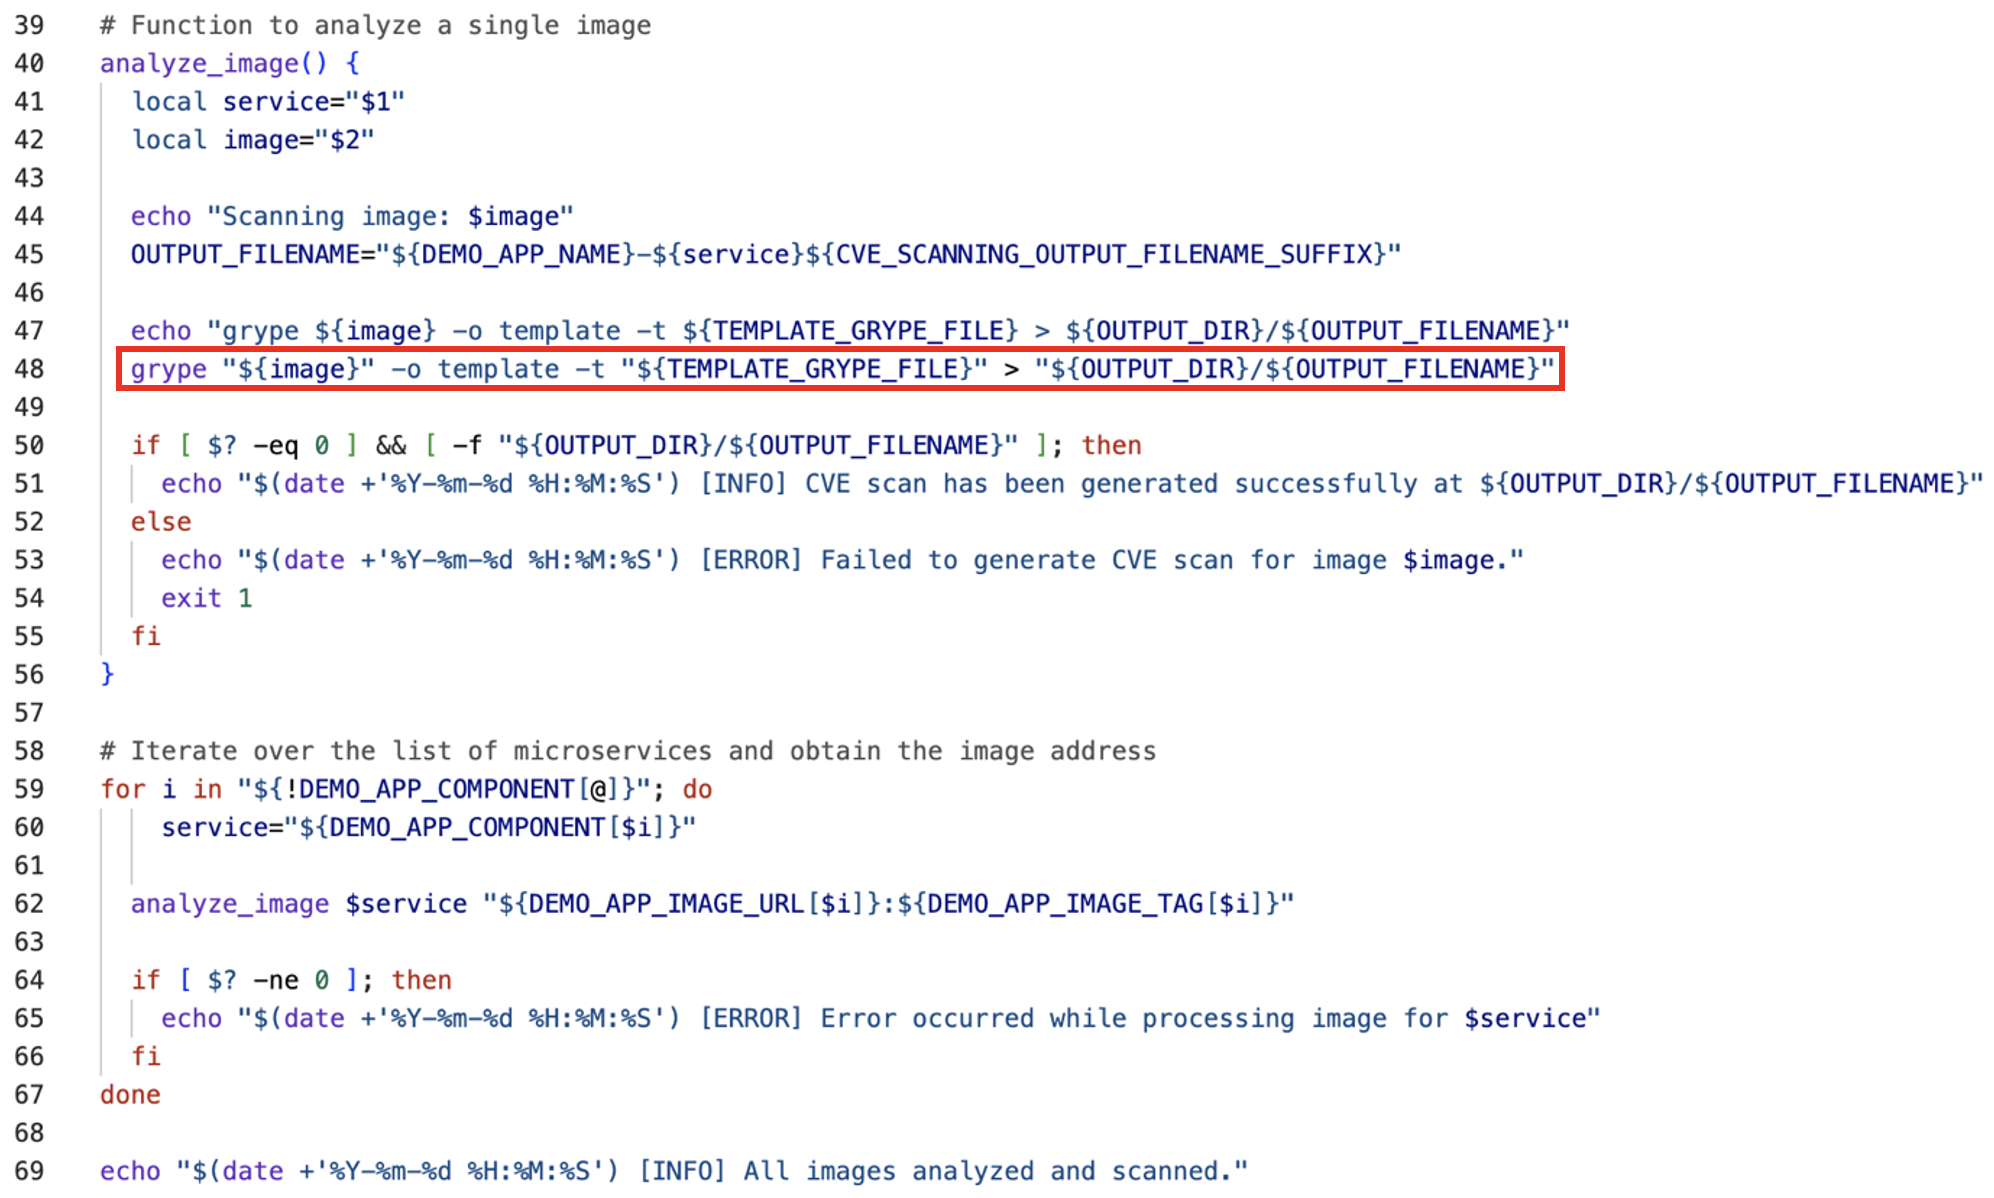 39 # Function to analyze a single image
40 analyze_image() {
41 local service="$1"
42 local image="$2"
43
44 echo "Scanning image: $image"
45 OUTPUT_FILENAME="${DEMO_APP_NAME}-${service}${CVE_SCANNING_OUTPUT_FILENAME_SUFFIX}"
46
47 echo "grype ${image} -o template -t ${TEMPLATE_GRYPE_FILE} > ${OUTPUT_DIR}/${OUTPUT_FILENAME}"
48 grype "${image}" -o template -t "${TEMPLATE_GRYPE_FILE}" > "${OUTPUT_DIR}/${OUTPUT_FILENAME}"
49
50 if [ $? -eq 0 ] && [ -f "${OUTPUT_DIR}/${OUTPUT_FILENAME}" ]; then
51 echo "$(date +'%Y-%m-%d %H:%M:%S') [INFO] CVE scan has been generated successfully at ${OUTPUT_DIR}/${OUTPUT_FILENAME}"
52 else
53 echo "$(date +'%Y-%m-%d %H:%M:%S') [ERROR] Failed to generate CVE scan for image $image."
54 exit 1
55 fi
56 }
57
58 # Iterate over the list of microservices and obtain the image address
59 for i in "${!DEMO_APP_COMPONENT[@]}"; do
60 service="${DEMO_APP_COMPONENT[$i]}"
61
62 analyze_image $service "${DEMO_APP_IMAGE_URL[$i]}:${DEMO_APP_IMAGE_TAG[$i]}"
63
64 if [ $? -ne 0 ]; then
65 echo "$(date +'%Y-%m-%d %H:%M:%S') [ERROR] Error occurred while processing image for $service"
66 fi
67 done
68
69 echo "$(date +'%Y-%m-%d %H:%M:%S') [INFO] All images analyzed and scanned."